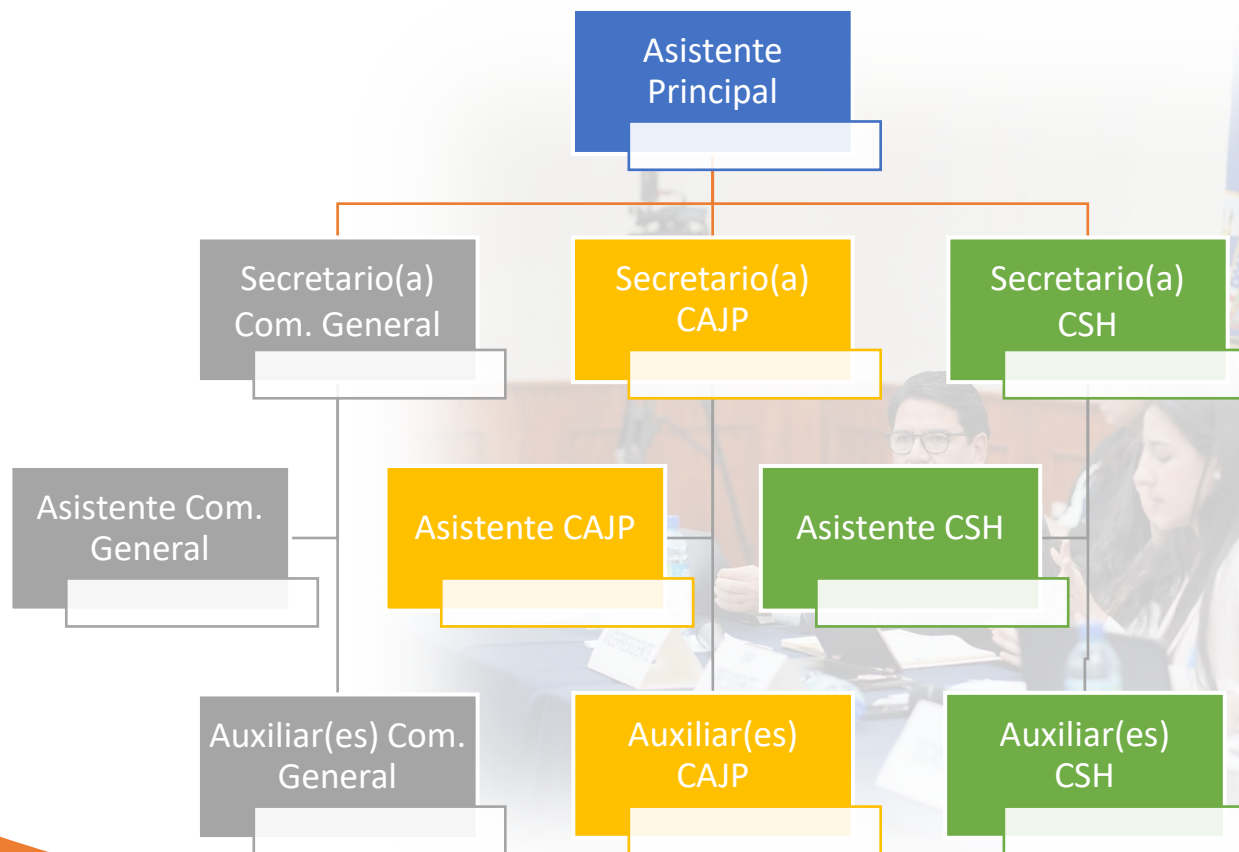 Asistente
Principal
Secretario(a)
Com. General
Secretario(a)
CAJP
Secretario(a)
CSH
Asistente Com.
General
Asistente CAJP
Asistente CSH
Auxiliar(es) Com.
General
Auxiliar(es)
CAJP
Auxiliar(es)
CSH